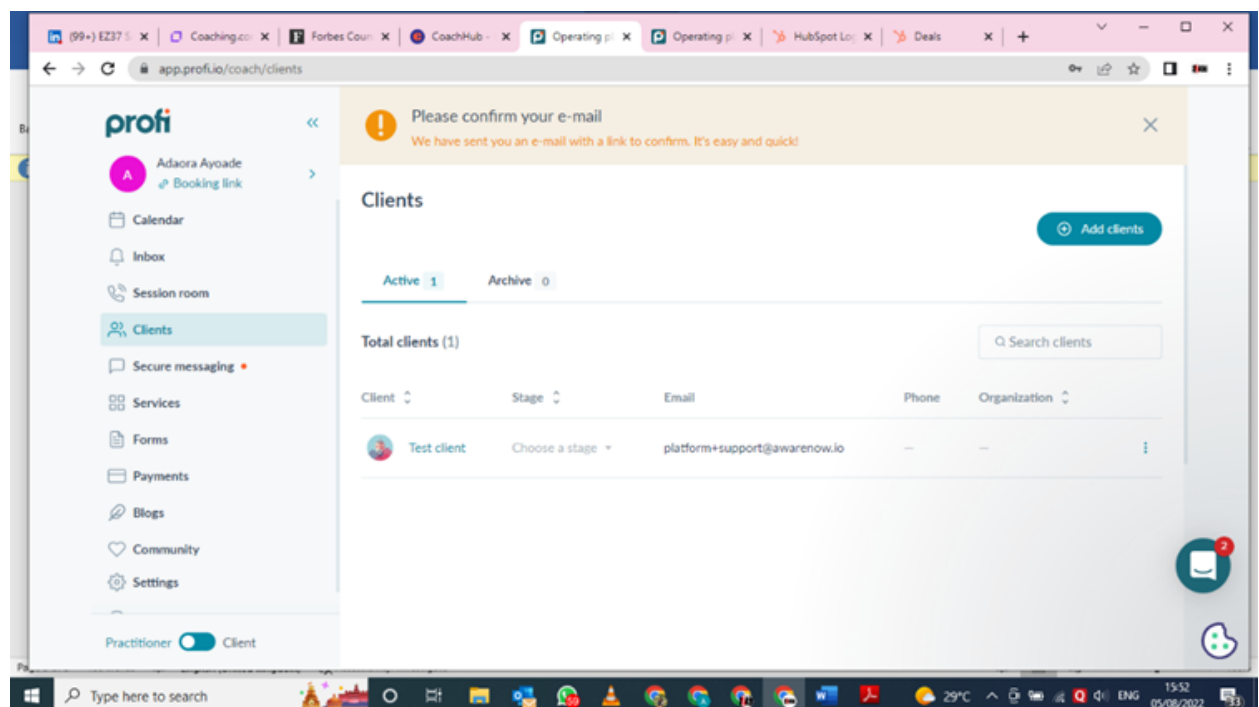 (99+) EZ37 S
Coaching.co
Forbes Coun
CoachHub -
Operating pl
Operating pl
HubSpot Log
Deals
app.profi.io/coach/clients
profi
Please confirm your e-mail
We have sent you an e-mail with a link to confirm. It's easy and quick!
A
Adaora Ayoade
Booking link
Calendar
Inbox
Session room
Clients
Secure messaging
Services
Forms
Payments
Blogs
Community
Settings
Practitioner
Client
Clients
Add clients
Active 1
Archive 0
Total clients (1)
Search clients
Client
Stage
Email
Phone
Organization
Test client
Choose a stage
platform+support@awarenow.io
—
—
2
Type here to search
29°C
ENG
15:52
05/08/2022